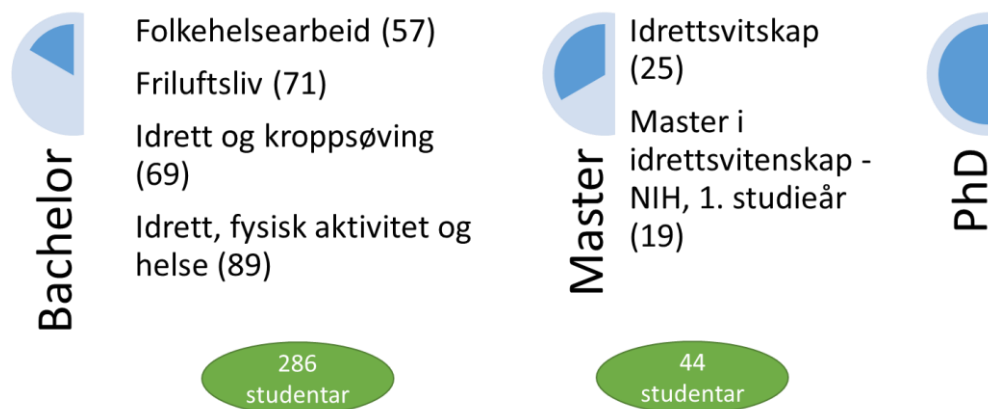 Bachelor
Folkehelsearbeid (57)
Friluftsliv (71)
Idrett og kroppsøving
(69)
Idrett, fysisk aktivitet og
helse (89)
286
studentar
Master
Idrettsvitskap
(25)
Master i
idrettsvitenskap -
NIH, 1. studieår
(19)
44
studentar
PhD